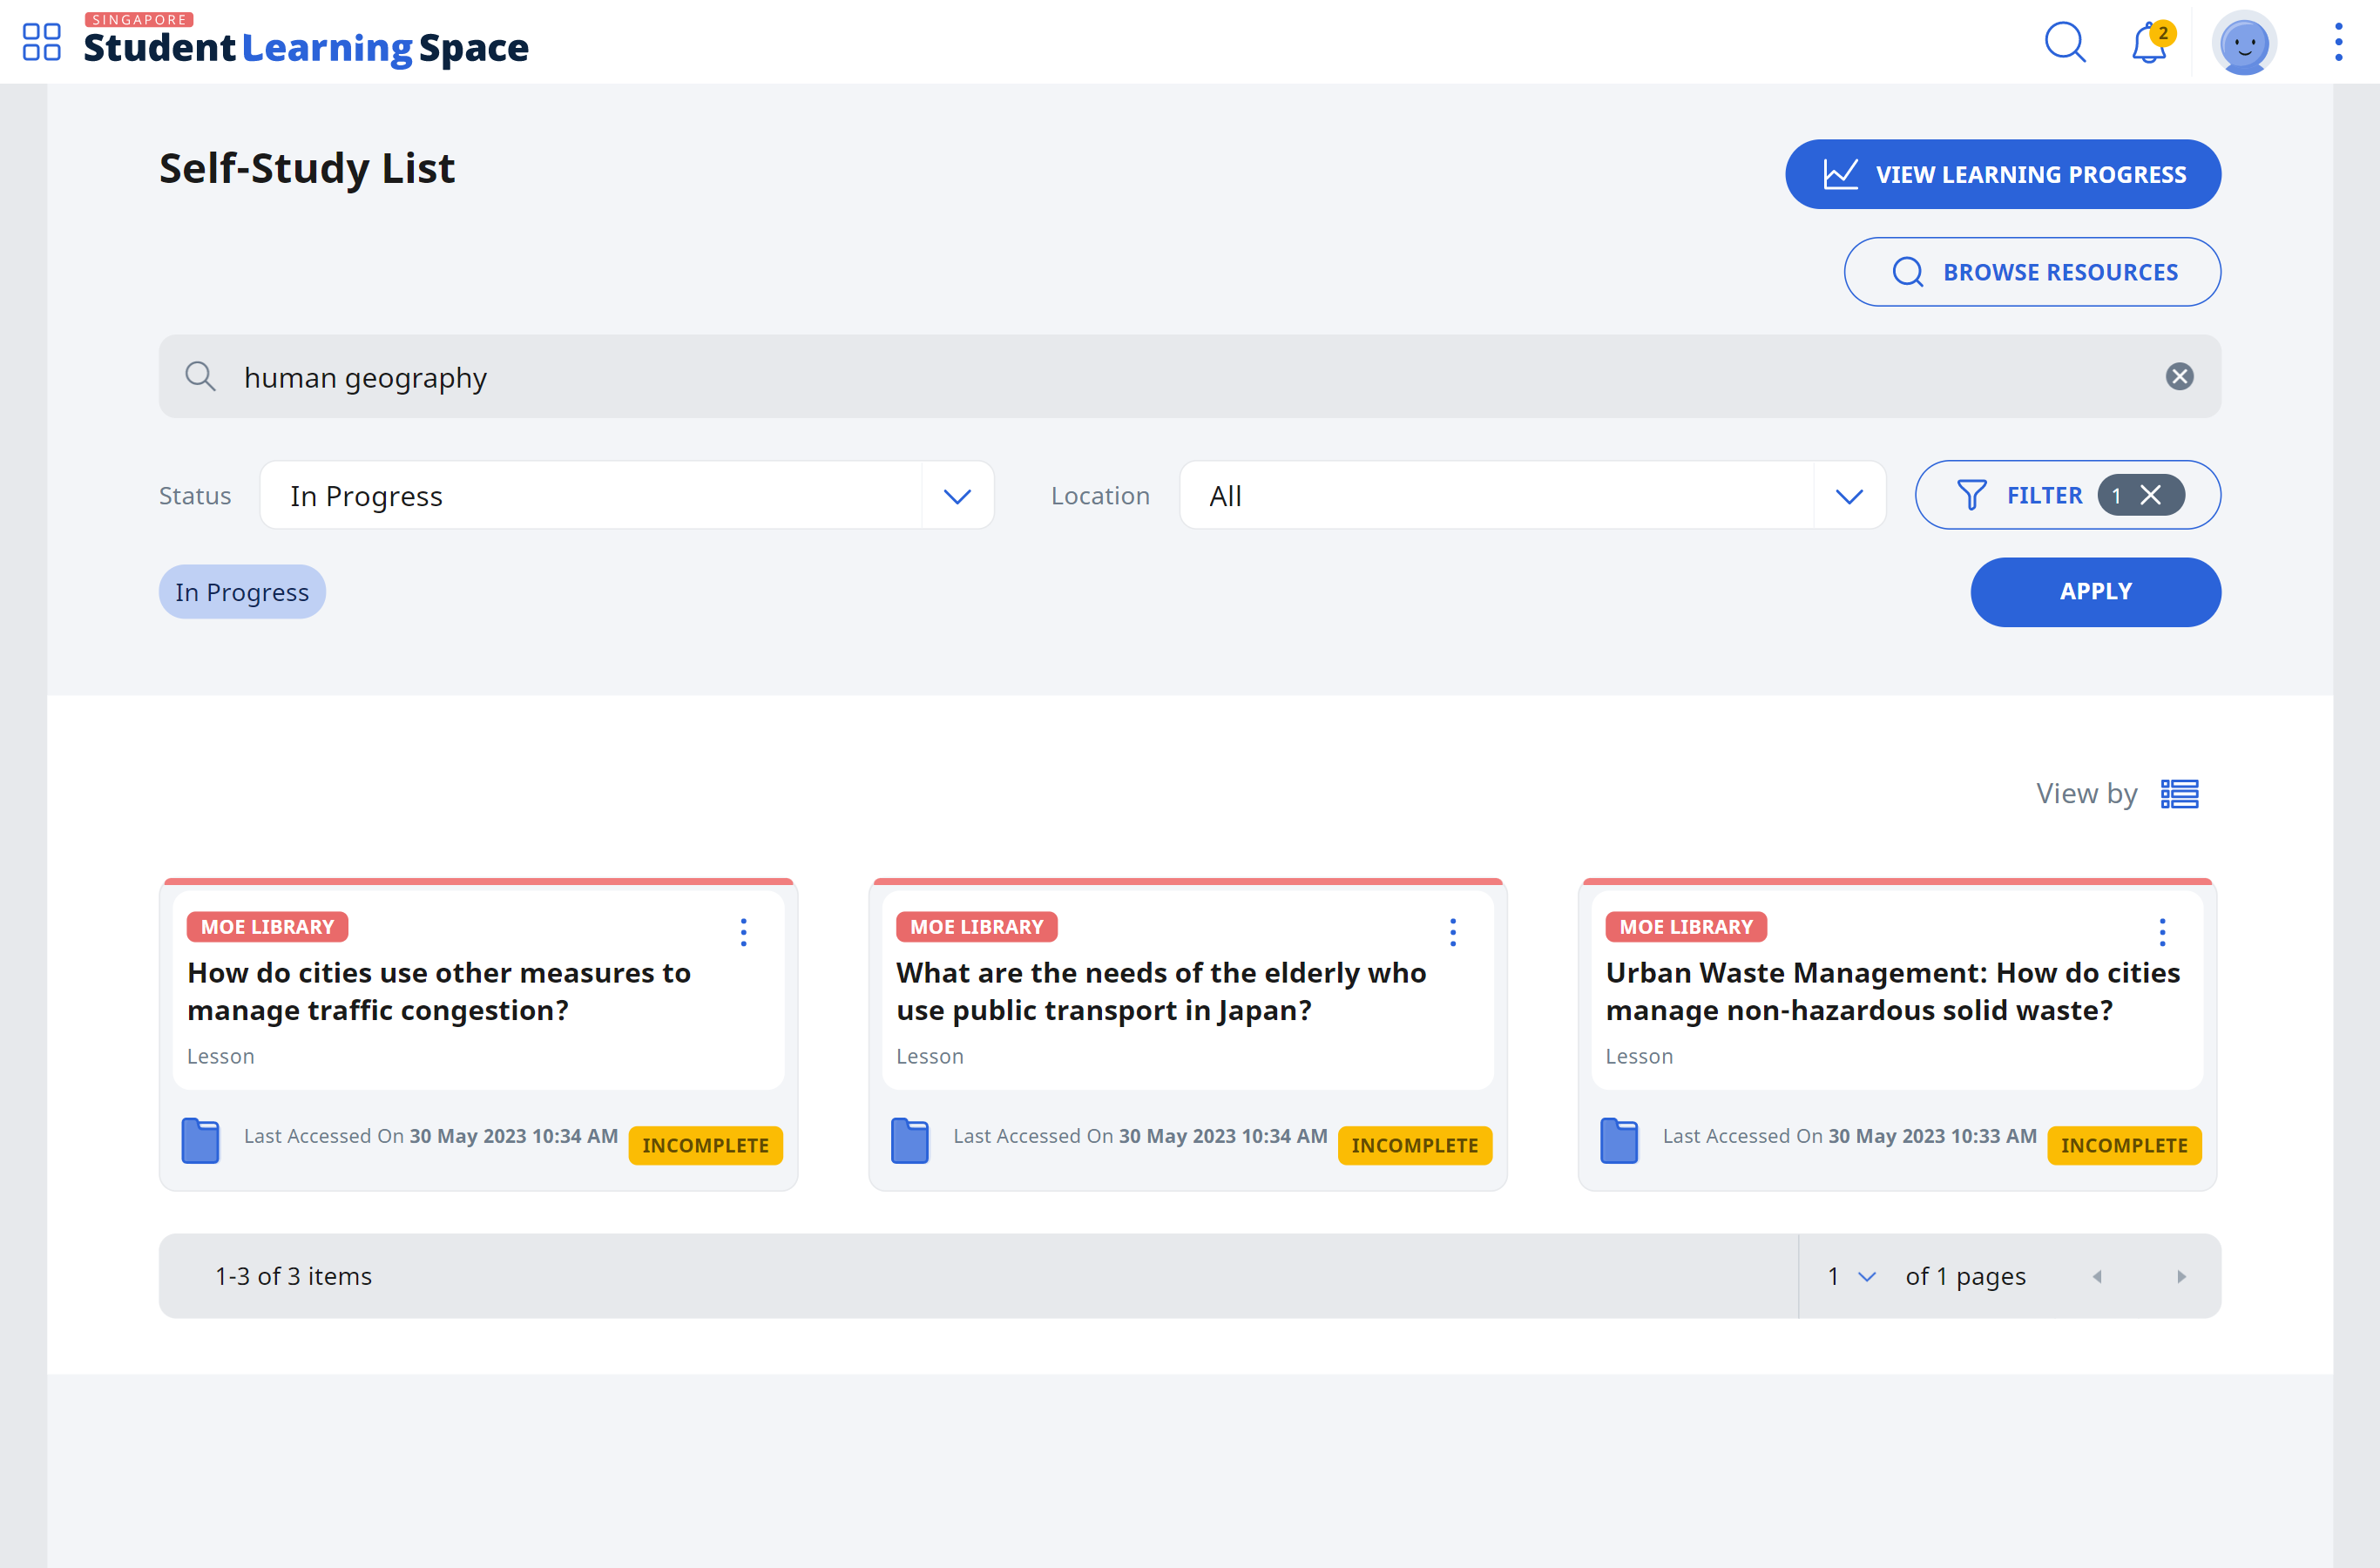 SINGAPORE
Student Learning Space
2
Self-Study List
VIEW LEARNING PROGRESS
BROWSE RESOURCES
human geography
Status
In Progress
Location
All
FILTER
1
In Progress
APPLY
View by
MOE LIBRARY
How do cities use other measures to
manage traffic congestion?
Lesson
Last Accessed On 30 May 2023 10:34 AM
INCOMPLETE
MOE LIBRARY
What are the needs of the elderly who
use public transport in Japan?
Lesson
Last Accessed On 30 May 2023 10:34 AM
INCOMPLETE
MOE LIBRARY
Urban Waste Management: How do cities
manage non-hazardous solid waste?
Lesson
Last Accessed On 30 May 2023 10:33 AM
INCOMPLETE
1-3 of 3 items
1
of 1 pages